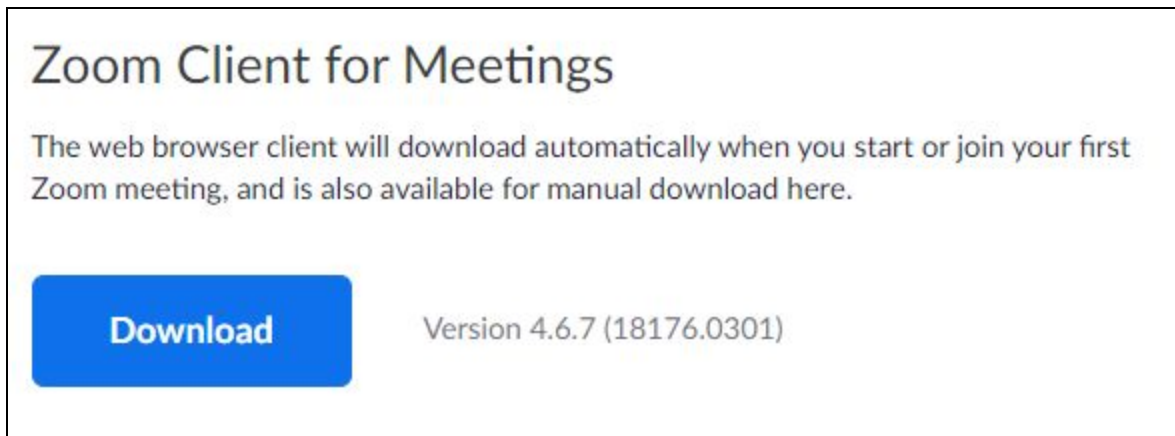 Zoom Client for Meetings
The web browser client will download automatically when you start or join your first
Zoom meeting, and is also available for manual download here.
Download
Version 4.6.7 (18176.0301)